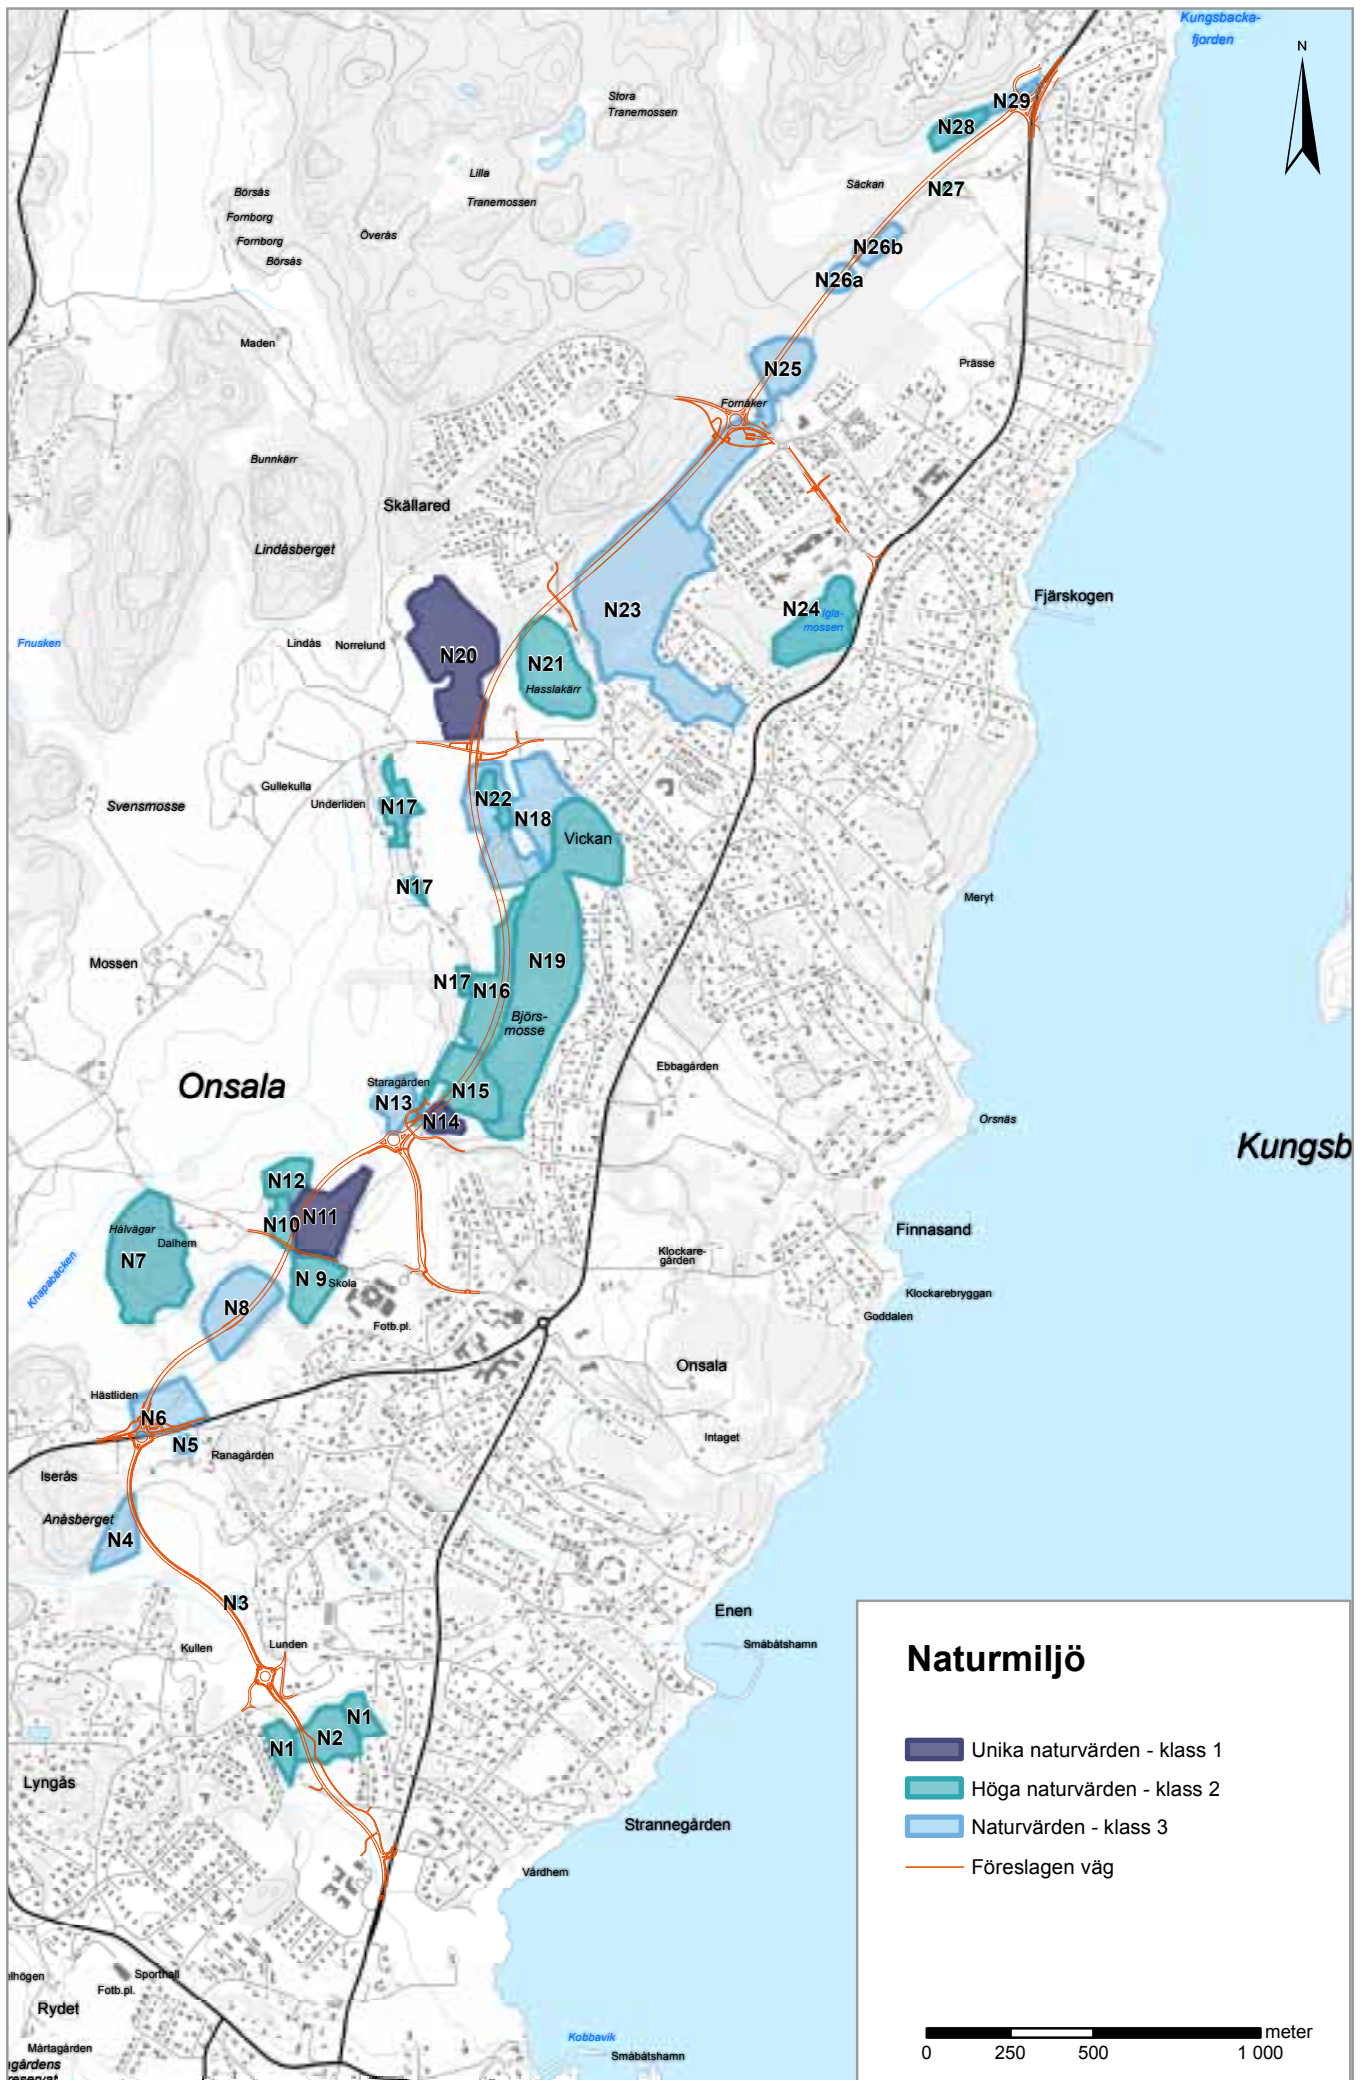 Kungsbacka-
fjorden
N
Stora
Tranemossen
N29
N28
Lilla
Tranemossen
Säckan
N27
Börsås
Fornborg
Fornborg
Börsås
Överås
N26b
N26a
Maden
N25
Prässe
Fornåker
Bunnkärr
Skällared
Lindåsberget
N23
N24
Igla-
mossen
Fjärskogen
Fnusken
Lindås
Norrelund
N20
N21
Hasslakärr
Gullekulla
Underliden
Svensmosse
N17
N22
N18
Vickan
N17
Meryt
Mossen
N17
N16
N19
Björs-
mosse
Onsala
Staragården
N13
N15
N14
Ebbagården
Orsnäs
Kungsb
N12
N10
N11
Hålvägar
Dalhem
N7
Knapabäcken
N 9
Skola
N8
Fotb.pl.
Klockare-
gården
Finnasand
Klockarebryggan
Goddalen
Onsala
Hästliden
N6
N5
Ranagården
Intaget
Iserås
Anåsberget
N4
N3
Enen
Småbåtshamn
Kullen
Lunden
N1
N2
N1
Lyngås
Strannegården
Vårdhem
Naturmiljö
Unika naturvärden - klass 1
Höga naturvärden - klass 2
Naturvärden - klass 3
Föreslagen väg
elhögen
Sporthall
Fotb.pl.
Rydet
Mårtagården
ngårdens
reservat
Kobbavik
Småbåtshamn
meter
0 250 500 1 000